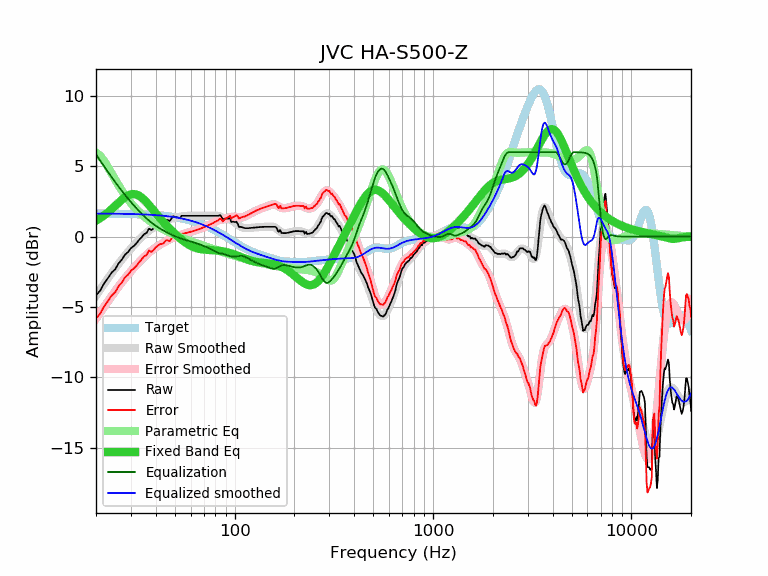 JVC HA-S500-Z
Amplitude (dBr)
10
5
0
−5
−10
−15
Target
Raw Smoothed
Error Smoothed
Raw
Error
Parametric Eq
Fixed Band Eq
Equalization
Equalized smoothed
100 1000 10000
Frequency (Hz)